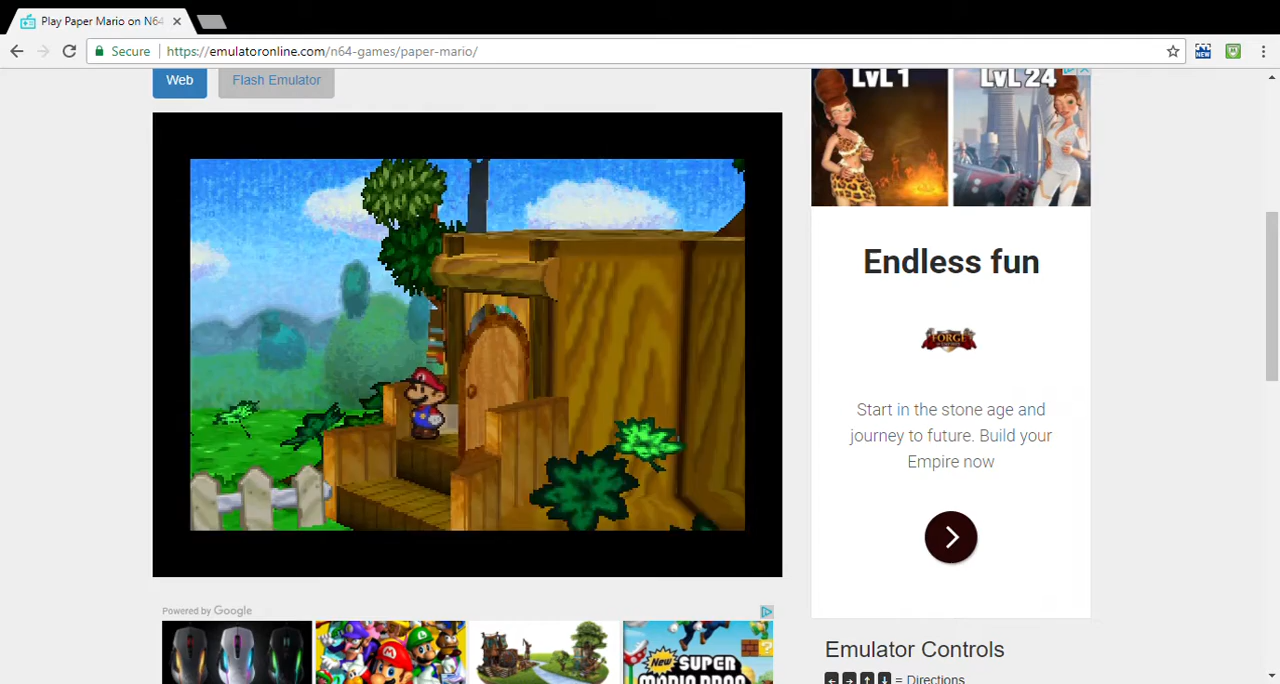 Play Paper Mario on N64
Secure
https://emulatoronline.com/n64-games/paper-mario/
NEW
Web
Flash Emulator
LvL 1
LvL 24
Endless fun
FORGE
Start in the stone age and
journey to future. Build your
Empire now
Powered by Google
New
SUPER
Emulator Controls
= Directions